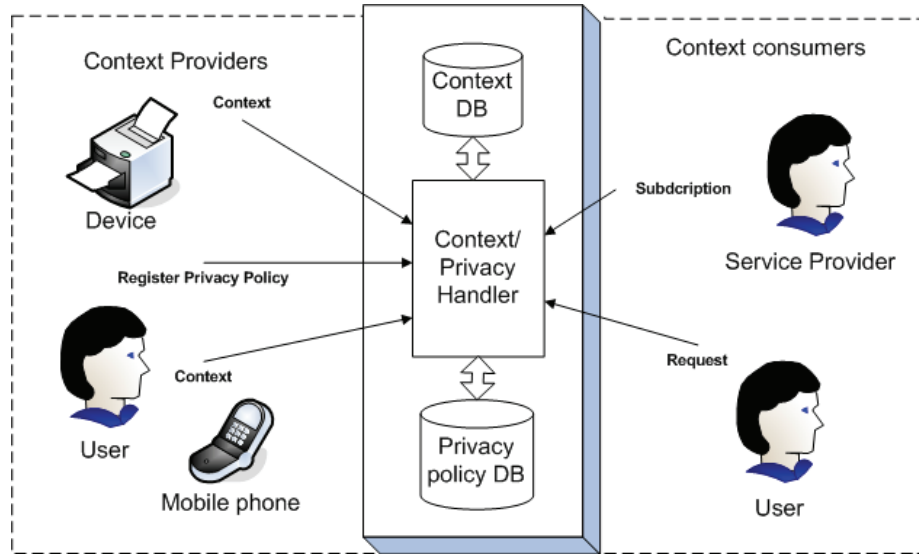 Context Providers
Context
Device
Register Privacy Policy
Context
User
Mobile phone
Context
DB
Context/
Privacy
Handler
Privacy
policy DB
Context consumers
Subdcription
Service Provider
Request
User